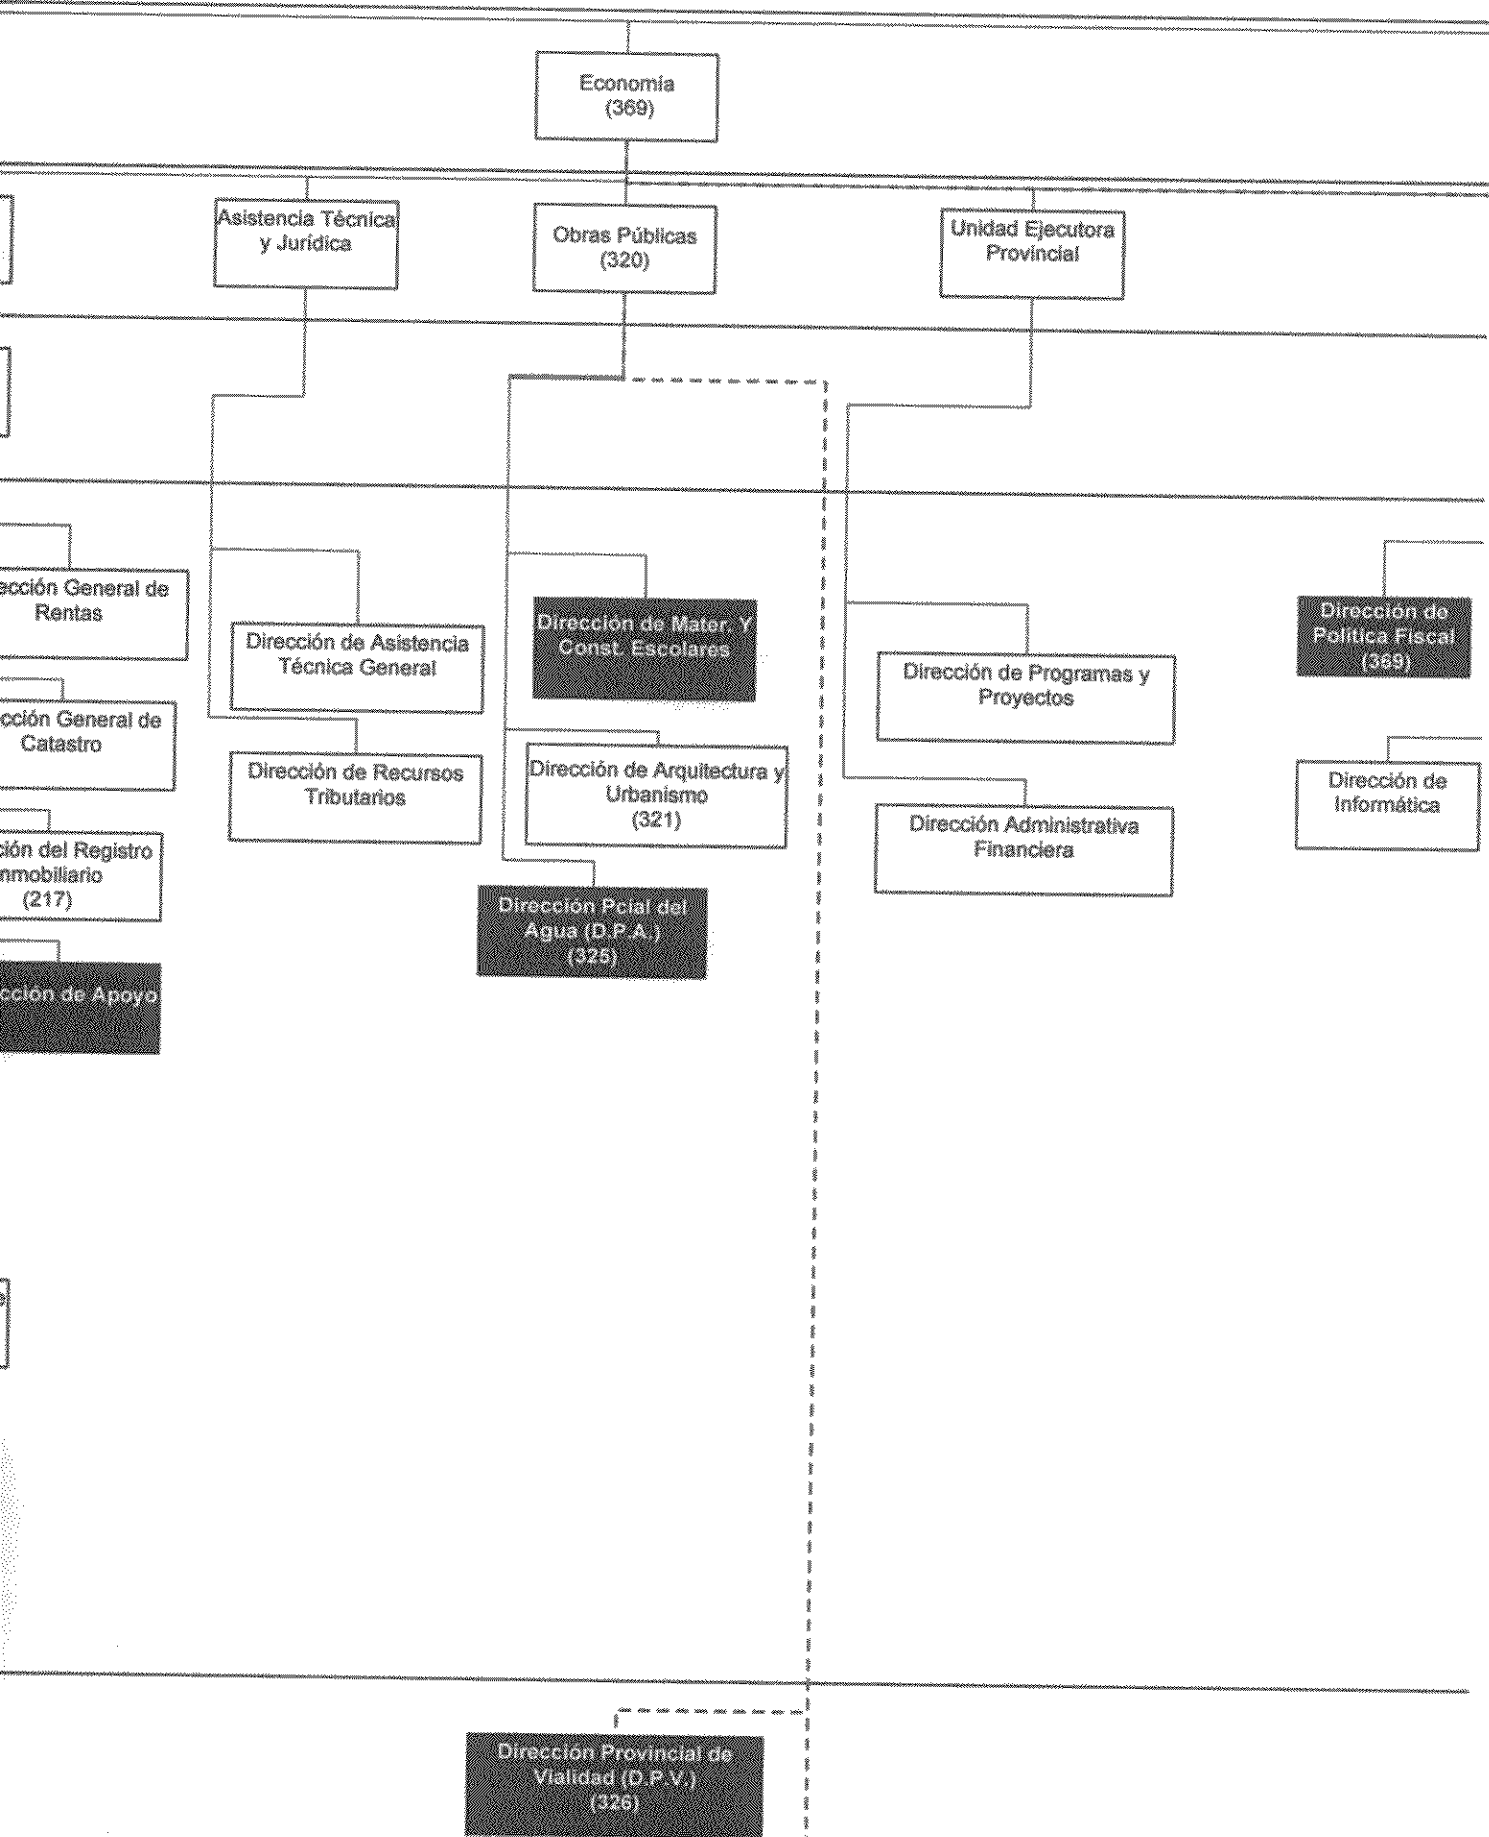 Economía
(369)
Asistencia Técnica
y Jurídica
Obras Públicas
(320)
Unidad Ejecutora
Provincial
ección General de
Rentas
Dirección de Asistencia
Técnica General
Dirección de Mater. Y
Const. Escolares
Dirección de Programas y
Proyectos
Dirección de
Política Fiscal
(369)
cción General de
Catastro
Dirección de Recursos
Tributarios
Dirección de Arquitectura y
Urbanismo
(321)
Dirección Administrativa
Financiera
Dirección de
Informática
ción del Registro
nmobiliario
(217)
Dirección Pcial del
Agua (D.P.A.)
(325)
cción de Apoyo
Dirección Provincial de
Vialidad (D.P.V.)
(326)